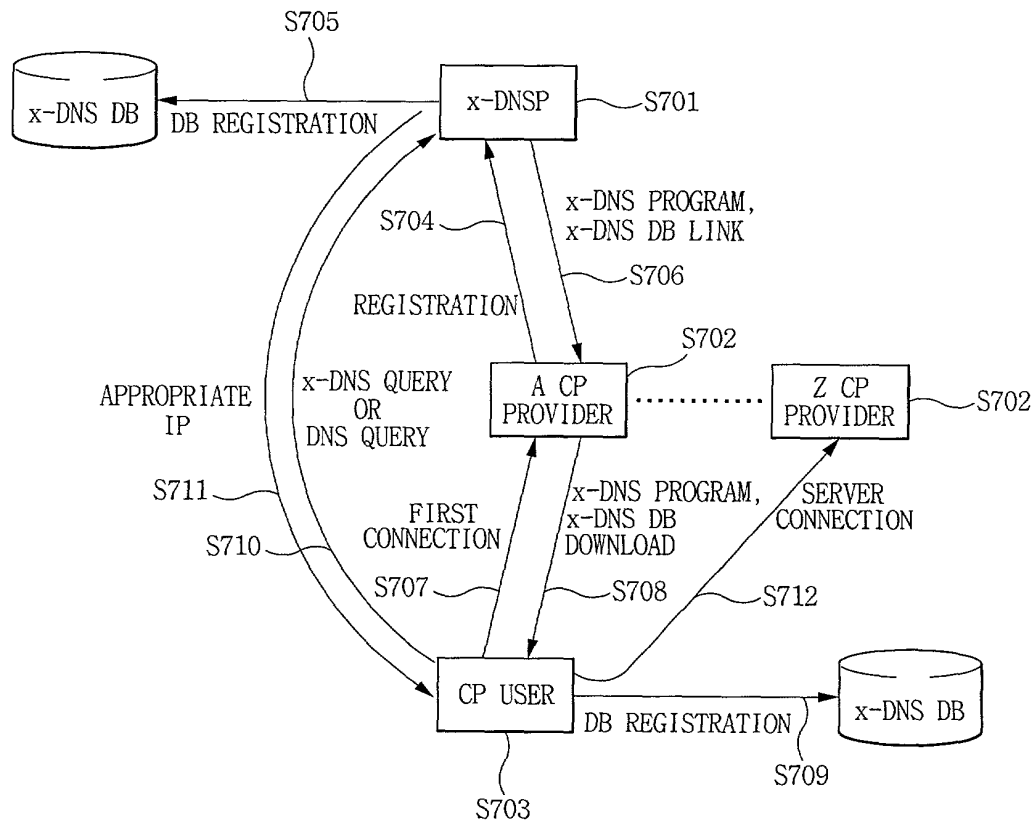 S705
x-DNS DB
DB REGISTRATION
x-DNSP
S701
S704
x-DNS PROGRAM,
x-DNS DB LINK
S706
REGISTRATION
S702
A CP
PROVIDER
Z CP
PROVIDER
S702
APPROPRIATE
IP
x-DNS QUERY
OR
DNS QUERY
S711
S710
FIRST
CONNECTION
x-DNS PROGRAM,
x-DNS DB
DOWNLOAD
SERVER
CONNECTION
S707
S708
S712
CP USER
DB REGISTRATION
x-DNS DB
S709
S703